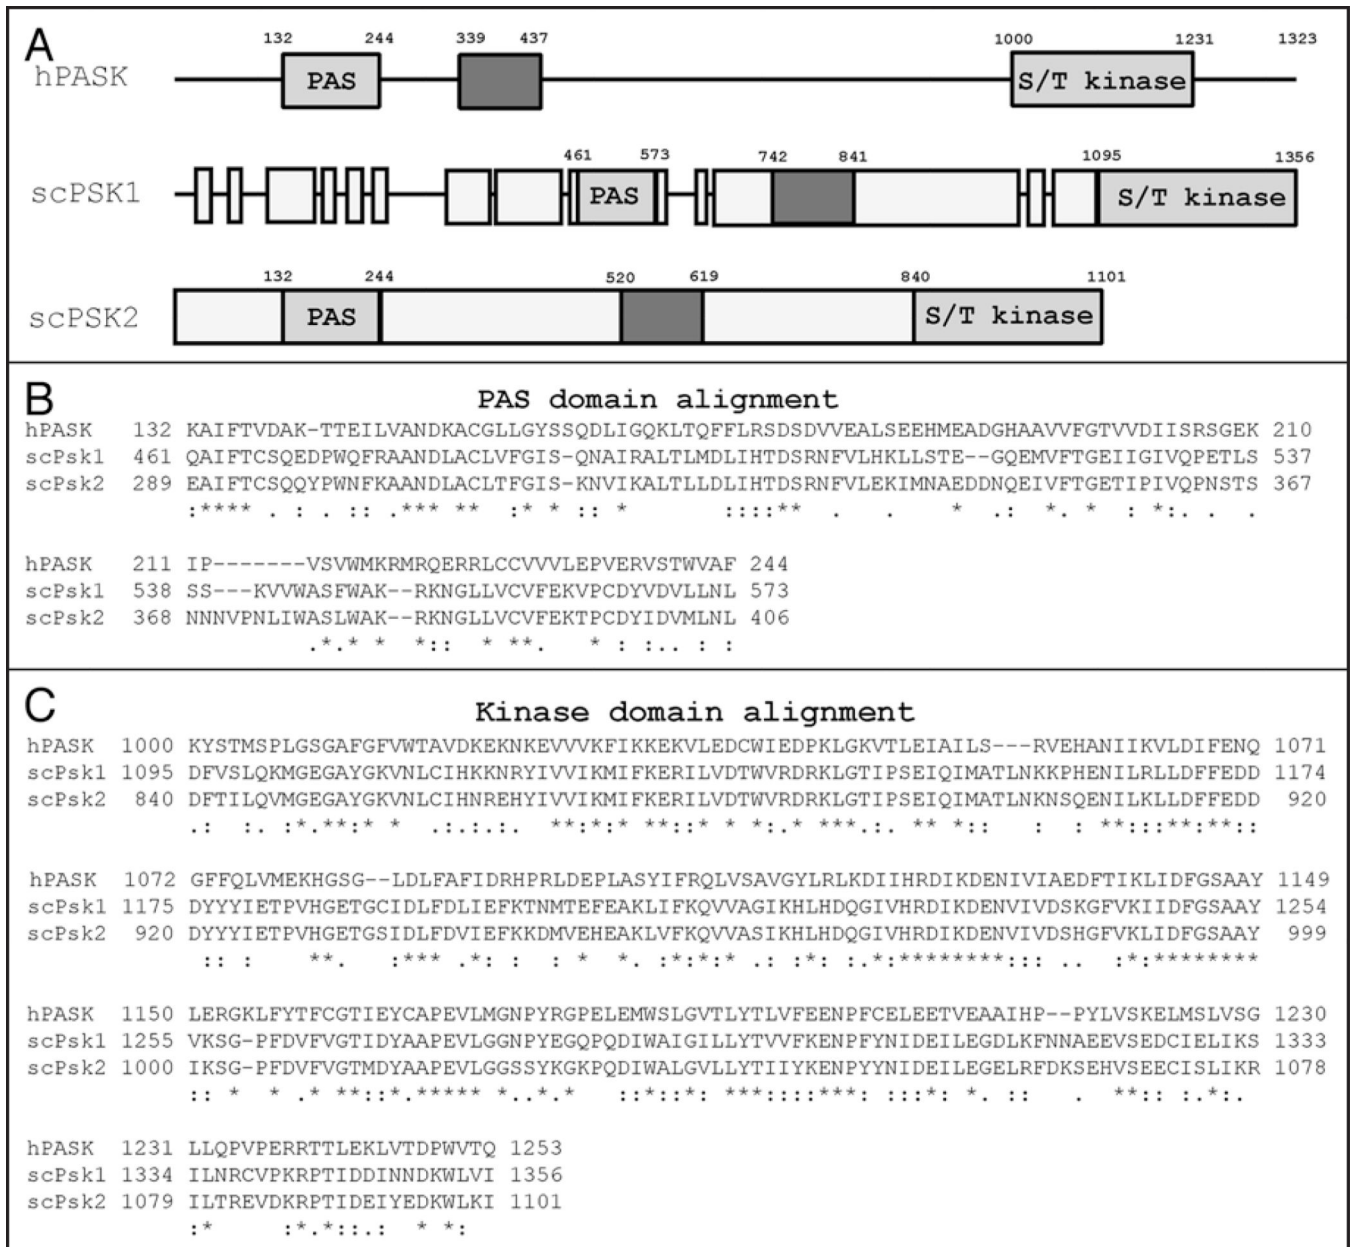 A
132 244 339 437 1000 1231 1323
hPASK PAS S/T kinase
461 573 742 841 1095 1356
scPSK1 PAS S/T kinase
132 244 520 619 840 1101
scPSK2 PAS S/T kinase
B
PAS domain alignment
hPASK 132 KAIFTVDAK-TTEILVANDKACGLLGYSSQDLIGQKLTQFFLRSDSDVVEALSEEHMEADGHAAVVFGTVVDIISRSGEK 210
scPsk1 461 QAIFTCSQEDPWQFRAANDLACLVFGIS-QNAIRALTLMDLIHTDSRNFVLHKLLSTE--GQEMVFTGEIIGIVQPETLS 537
scPsk2 289 EAIFTCSQQYPWNFKAANDLACLTFGIS-KNVIKALTLLDLIHTDSRNFVLEKIMNAEDDNQEIVFTGETIPIVQPNSTS 367
:**** . : . :: .*** ** :* * :: * ::::** . . * .: *. * : *:. . .
hPASK 211 IP-------VSVWMKRMRQERRLCCVVVLEPVERVSTWVAF 244
scPsk1 538 SS---KVVWASFWAK--RKNGLLVCVFEKVPCDYVDVLLNL 573
scPsk2 368 NNNVPNLIWASLWAK--RKNGLLVCVFEKTPCDYIDVMLNL 406
.*.* * *:: * **. * : :.. : :
C
Kinase domain alignment
hPASK 1000 KYSTMSPLGSGAFGFVWTAVDKEKNKEVVVKFIKKEKVLEDCWIEDPKLGKVTLEIAILS---RVEHANIIKVLDIFENQ 1071
scPsk1 1095 DFVSLQKMGEGAYGKVNLCIHKKNRYIVVIKMIFKERILVDTWVRDRKLGTIPSEIQIMATLNKKPHENILRLLDFFEDD 1174
scPsk2 840 DFTILQVMGEGAYGKVNLCIHNREHYIVVIKMIFKERILVDTWVRDRKLGTIPSEIQIMATLNKNSQENILKLLDFFEDD 920
.: :. :*.**:* * .:.:.:. **:*:* **::* * *:.* ***.:. ** *:: : : **:::**:**::
hPASK 1072 GFFQLVMEKHGSG--LDLFAFIDRHPRLDEPLASYIFRQLVSAVGYLRLKDIIHRDIKDENIVIAEDFTIKLIDFGSAAY 1149
scPsk1 1175 DYYYIETPVHGETGCIDLFDLIEFKTNMTEFEAKLIFKQVVAGIKHLHDQGIVHRDIKDENVIVDSKGFVKIIDFGSAAY 1254
scPsk2 920 DYYYIETPVHGETGSIDLFDVIEFKKDMVEHEAKLVFKQVVASIKHLHDQGIVHRDIKDENVIVDSHGFVKLIDFGSAAY 999
:: : **. :*** .*: : : * *. :*:*:* .: :*: :.*:********::: .. :*:********
hPASK 1150 LERGKLFYTFCGTIEYCAPEVLMGNPYRGPELEMWSLGVTLYTLVFEENPFCELEETVEAAIHP--PYLVSKELMSLVSG 1230
scPsk1 1255 VKSG-PFDVFVGTIDYAAPEVLGGNPYEGQPQDIWAIGILLYTVVFKENPFYNIDEILEGDLKFNNAEEVSEDCIELIKS 1333
scPsk2 1000 IKSG-PFDVFVGTMDYAAPEVLGGSSYKGKPQDIWALGVLLYTIIYKENPYYNIDEILEGELRFDKSEHVSEECISLIKR 1078
:: * * .* **::*.***** *..*.* ::*::*: ***::::***: :::*: *. :: . **:: :.*:.
hPASK 1231 LLQPVPERRTTLEKLVTDPWVTQ 1253
scPsk1 1334 ILNRCVPKRPTIDDINNDKWLVI 1356
scPsk2 1079 ILTREVDKRPTIDEIYEDKWLKI 1101
:* :*.*::.: * *: